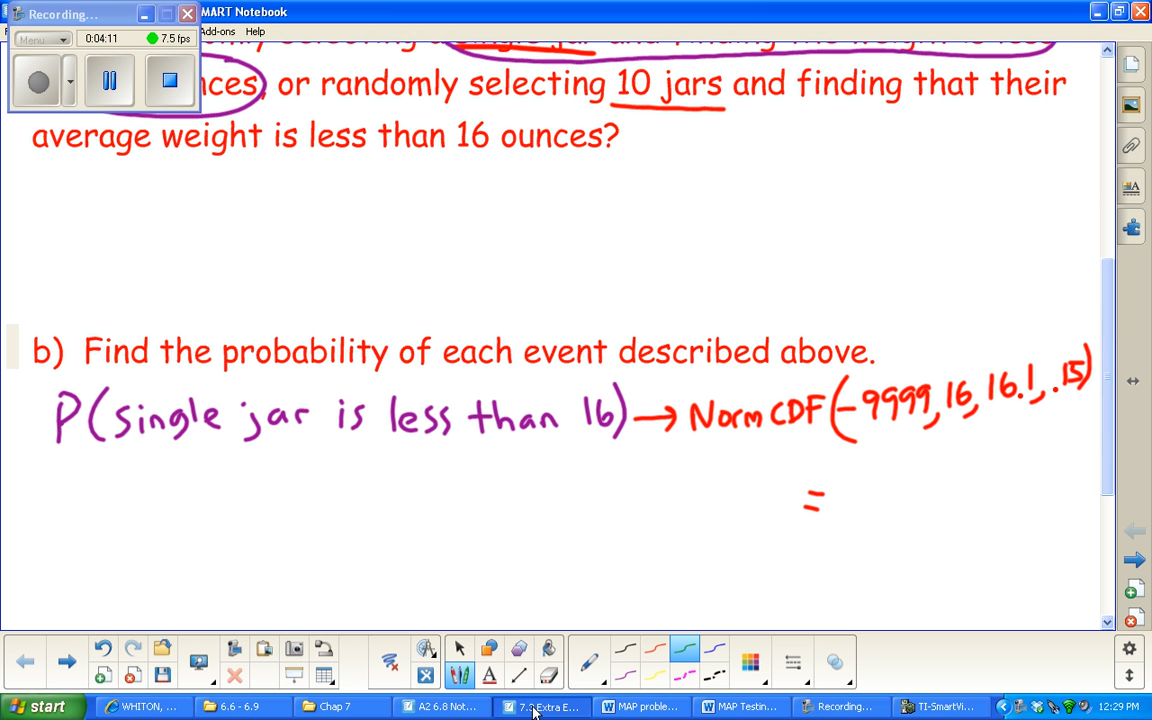 Recording...
MART Notebook
Menu
0:04:11
7.5 fps
Add-ons
Help
nces, or randomly selecting 10 jars and finding that their
average weight is less than 16 ounces?
b) Find the probability of each event described above.
P(single jar is less than 16) → NormCDF(-9999, 16, 16.1, .15)
=
start
WHITON, ...
6.6 - 6.9
Chap 7
A2 6.8 Not...
7.3 Extra E...
MAP proble...
MAP Testin...
Recording...
TI-SmartVi...
12:29 PM